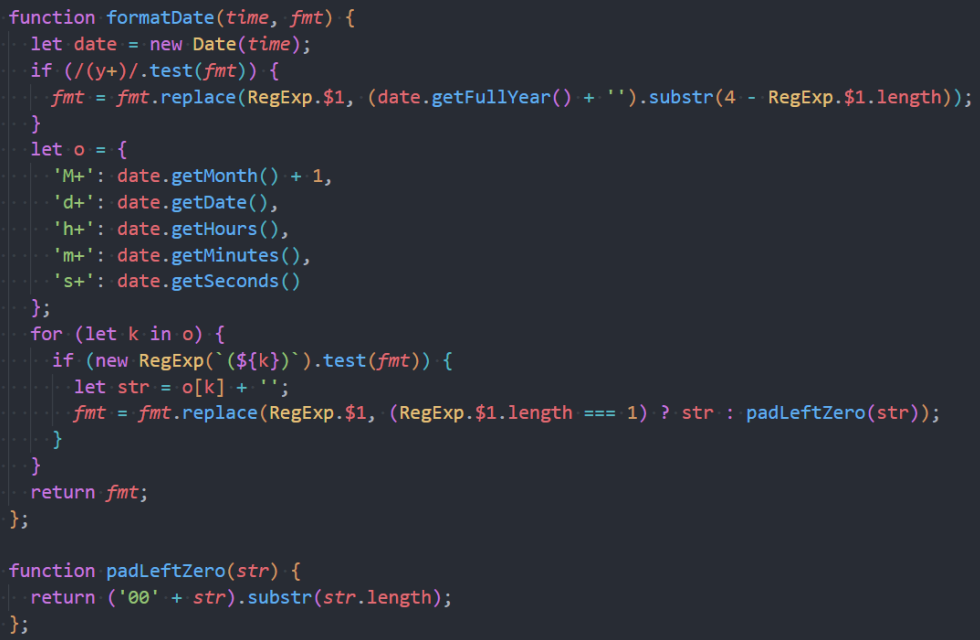 function formatDate(time, fmt) {
let date = new Date(time);
if (/(y+)/.test(fmt)) {
fmt = fmt.replace(RegExp.$1, (date.getFullYear() + '').substr(4 - RegExp.$1.length));
}
let o = {
'M+': date.getMonth() + 1,
'd+': date.getDate(),
'h+': date.getHours(),
'm+': date.getMinutes(),
's+': date.getSeconds()
};
for (let k in o) {
if (new RegExp(`(${k})`).test(fmt)) {
let str = o[k] + '';
fmt = fmt.replace(RegExp.$1, (RegExp.$1.length === 1) ? str : padLeftZero(str));
}
}
return fmt;
};
function padLeftZero(str) {
return ('00' + str).substr(str.length);
};